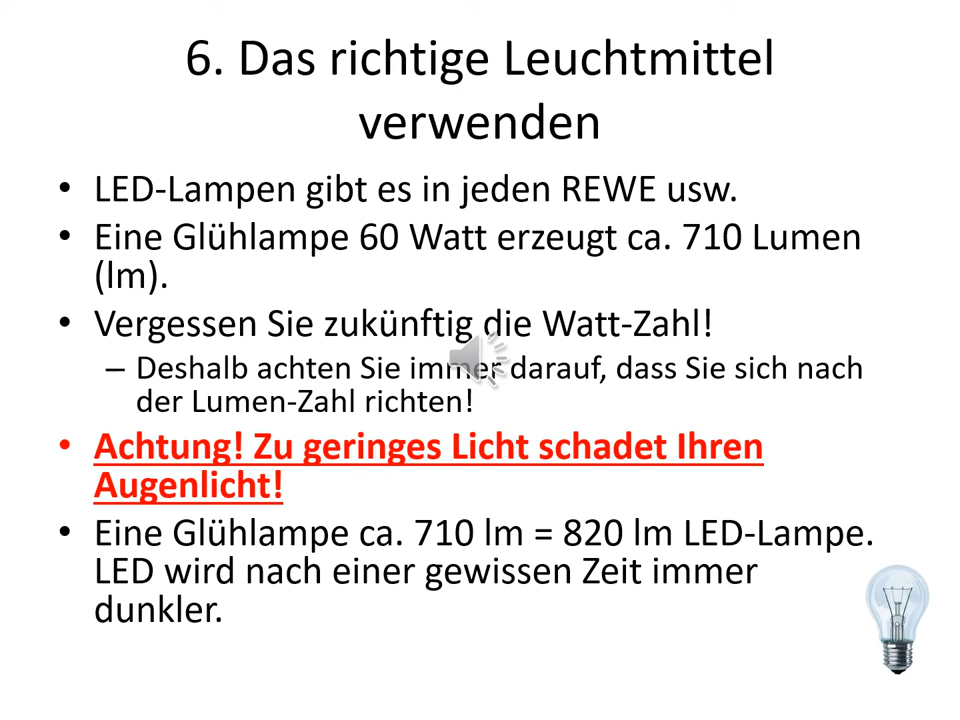 6. Das richtige Leuchtmittel
verwenden
• LED-Lampen gibt es in jeden REWE usw.
• Eine Glühlampe 60 Watt erzeugt ca. 710 Lumen
(lm).
• Vergessen Sie zukünftig die Watt-Zahl!
– Deshalb achten Sie immer darauf, dass Sie sich nach
der Lumen-Zahl richten!
• Achtung! Zu geringes Licht schadet Ihren
Augenlicht!
• Eine Glühlampe ca. 710 lm = 820 lm LED-Lampe.
LED wird nach einer gewissen Zeit immer
dunkler.